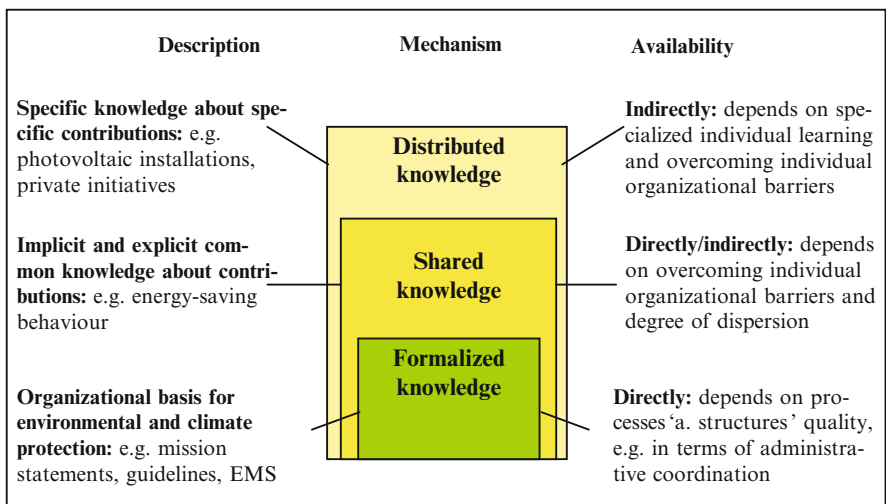 Description
Mechanism
Availability
Specific knowledge about spe-
cific contributions: e.g.
photovoltaic installations,
private initiatives
Distributed
knowledge
Indirectly: depends on spe-
cialized individual learning
and overcoming individual
organizational barriers
Implicit and explicit com-
mon knowledge about contri-
butions: e.g. energy-saving
behaviour
Shared
knowledge
Directly/indirectly: depends
on overcoming individual
organizational barriers and
degree of dispersion
Organizational basis for
environmental and climate
protection: e.g. mission
statements, guidelines, EMS
Formalized
knowledge
Directly: depends on pro-
cesses ‘a. structures’ quality,
e.g. in terms of administra-
tive coordination